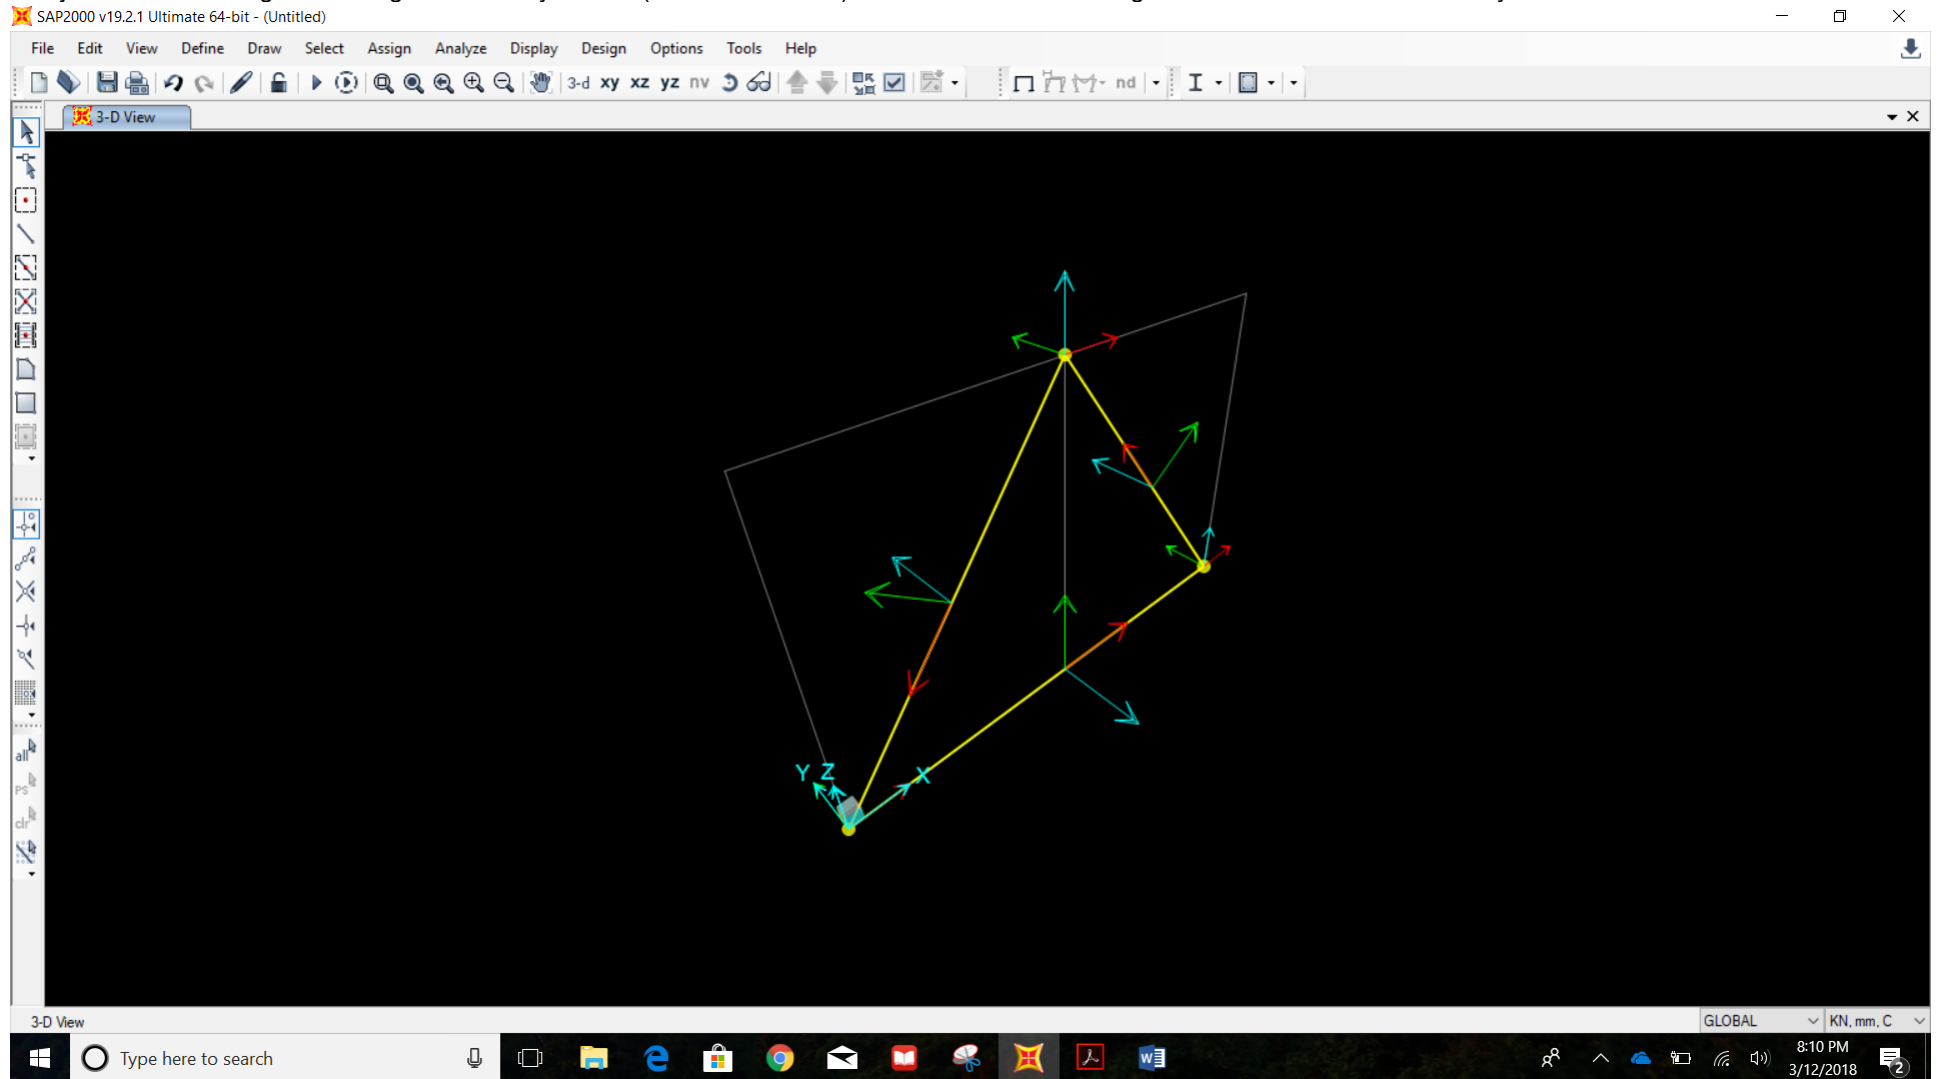 SAP2000 v19.2.1 Ultimate 64-bit - (Untitled)
File Edit View Define Draw Select Assign Analyze Display Design Options Tools Help
3-d xy xz yz nv nd
3-D View
all
ps
clr
Y Z X
3-D View GLOBAL KN, mm, C
Type here to search
8:10 PM
3/12/2018
2